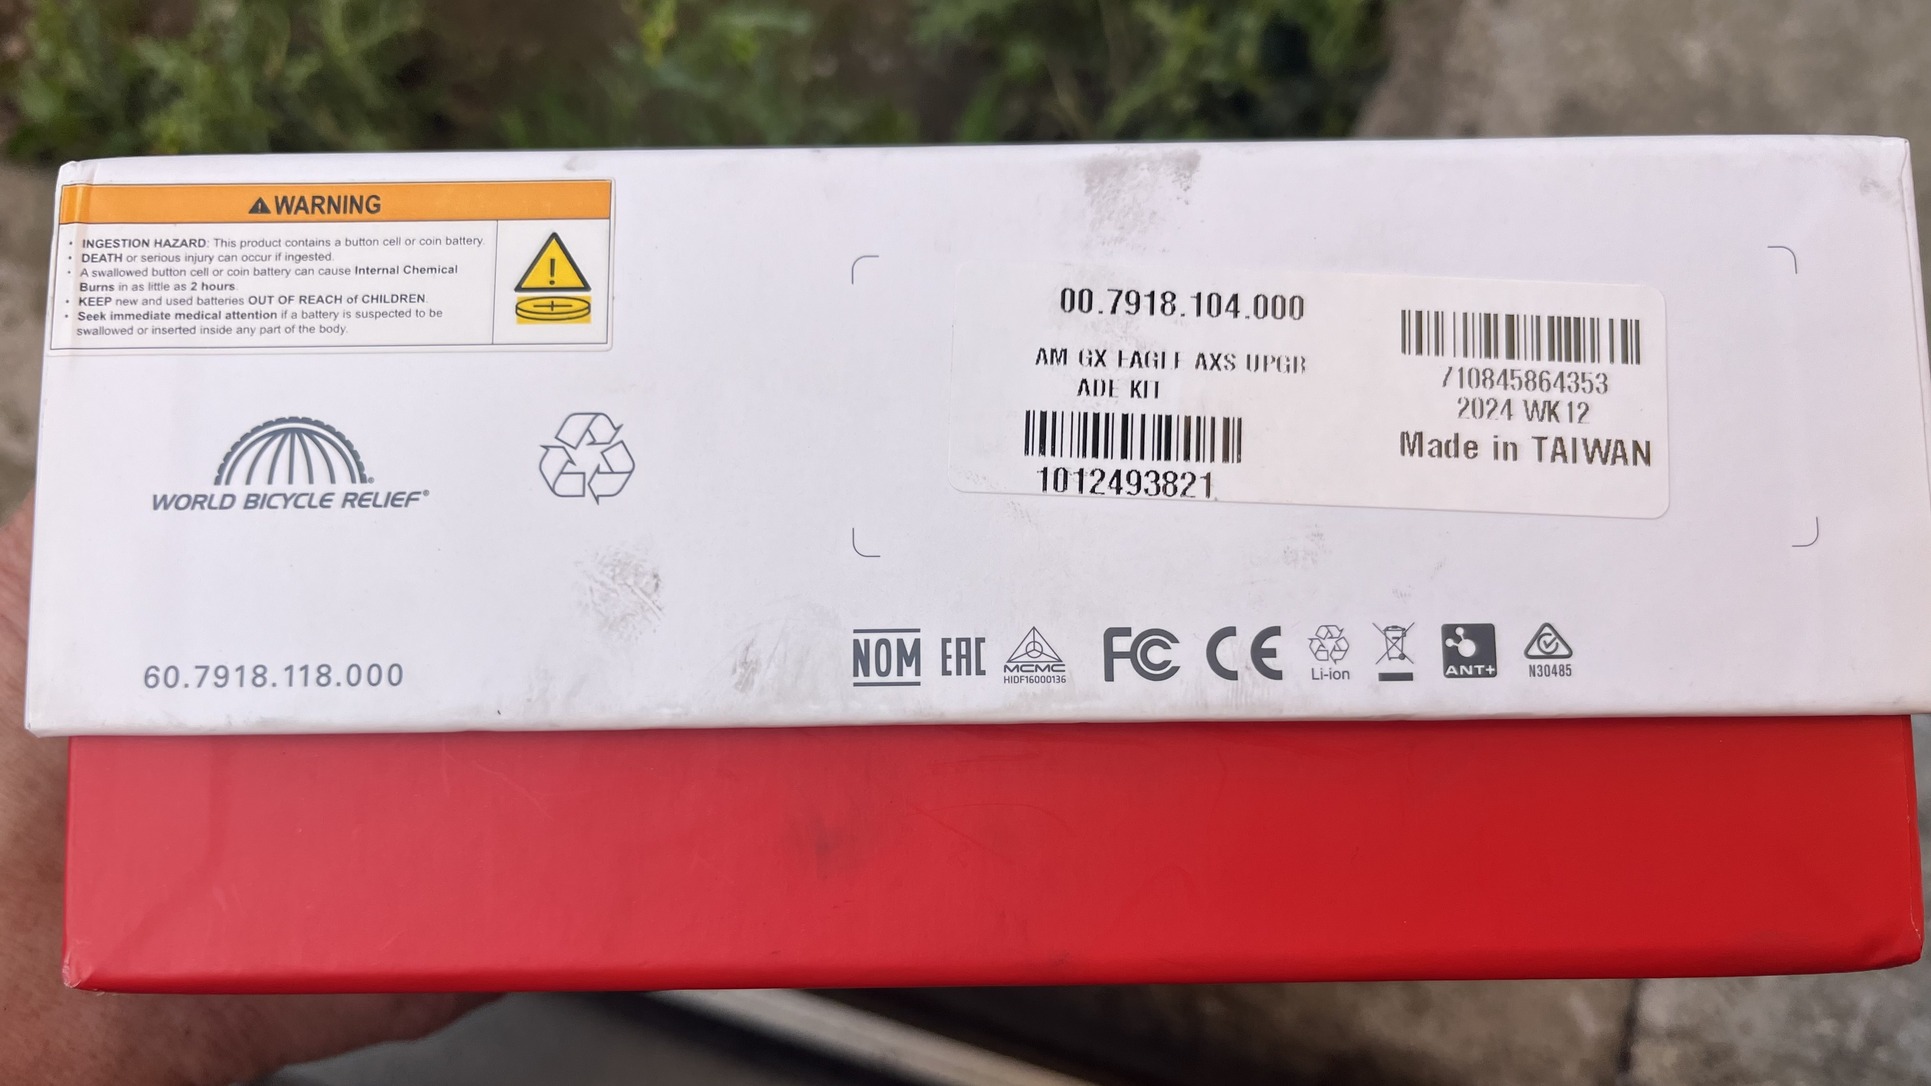 WARNING
• INGESTION HAZARD: This product contains a button cell or coin battery.
• DEATH or serious injury can occur if ingested.
• A swallowed button cell or coin battery can cause Internal Chemical
Burns in as little as 2 hours.
• KEEP new and used batteries OUT OF REACH of CHILDREN.
• Seek immediate medical attention if a battery is suspected to be
swallowed or inserted inside any part of the body.
WORLD BICYCLE RELIEF®
60.7918.118.000
00.7918.104.000
AM GX EAGLE AXS UPGR
ADE KIT
1012493821
710845864353
2024 WK12
Made in TAIWAN
NOM EAC
MCMC
HIDF16000136
FC CE
Li-ion
ANT+
N30485